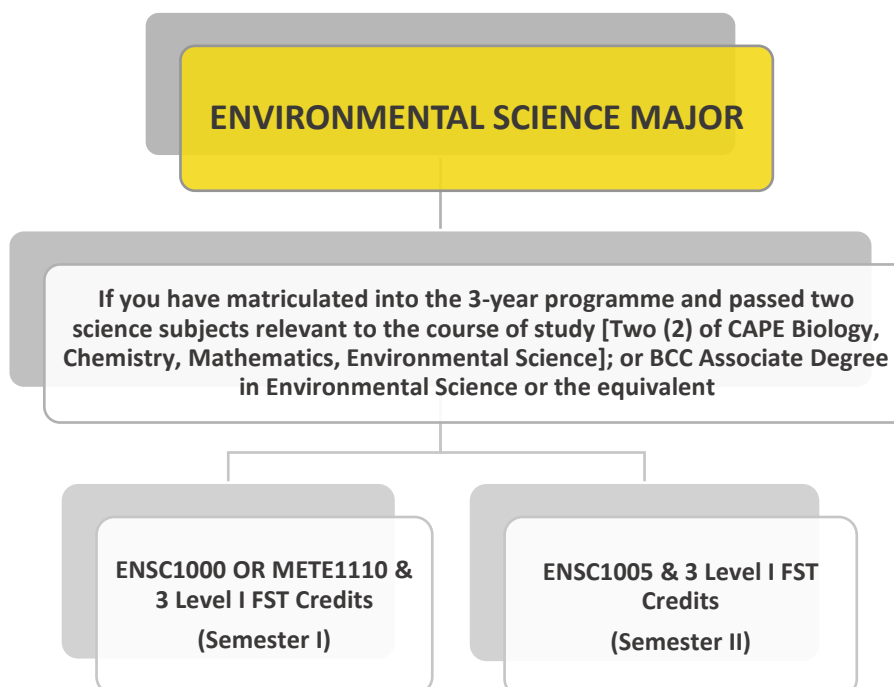 ENVIRONMENTAL SCIENCE MAJOR
If you have matriculated into the 3-year programme and passed two
science subjects relevant to the course of study [Two (2) of CAPE Biology,
Chemistry, Mathematics, Environmental Science]; or BCC Associate Degree
in Environmental Science or the equivalent
ENSC1000 OR METE1110 &
3 Level I FST Credits
(Semester I)
ENSC1005 & 3 Level I FST
Credits
(Semester II)